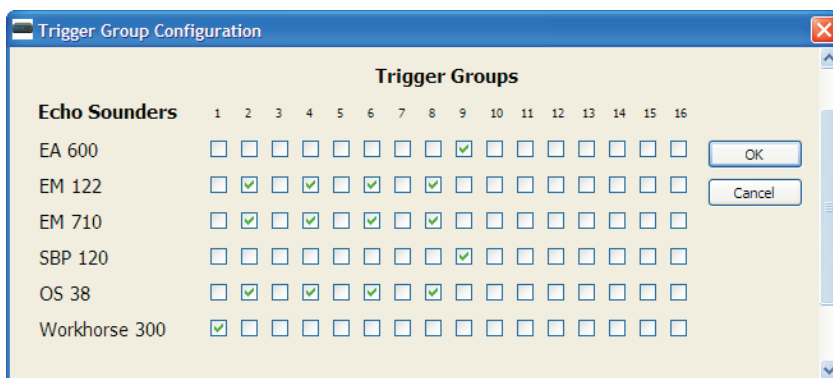 Trigger Group Configuration
Trigger Groups
Echo Sounders 1 2 3 4 5 6 7 8 9 10 11 12 13 14 15 16
EA 600
OK
EM 122
Cancel
EM 710
SBP 120
OS 38
Workhorse 300